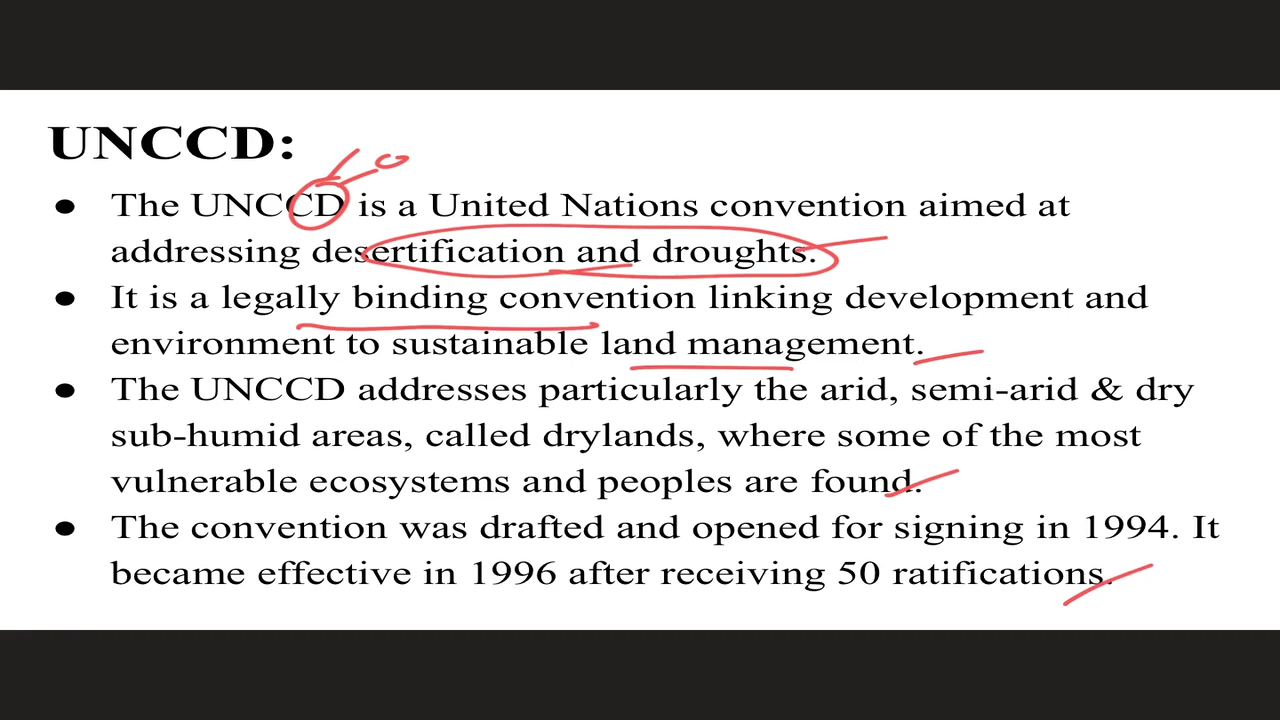 UNCCD:
● The UNCCD is a United Nations convention aimed at
addressing desertification and droughts.
● It is a legally binding convention linking development and
environment to sustainable land management.
● The UNCCD addresses particularly the arid, semi-arid & dry
sub-humid areas, called drylands, where some of the most
vulnerable ecosystems and peoples are found.
● The convention was drafted and opened for signing in 1994. It
became effective in 1996 after receiving 50 ratifications.